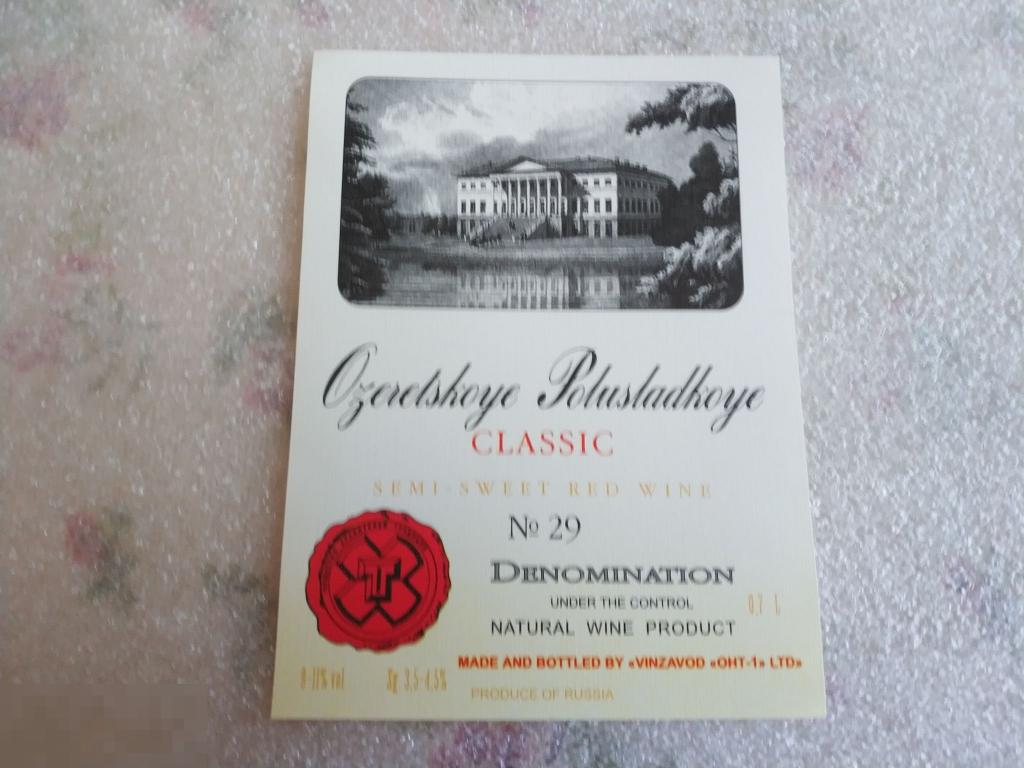 Ozeretskoye Polusladkoye
CLASSIC
SEMI-SWEET RED WINE
№ 29
DENOMINATION
UNDER THE CONTROL
0,7 L
NATURAL WINE PRODUCT
MADE AND BOTTLED BY «VINZAVOD «OHT-1» LTD»
9-11% vol
Sg 3,5-4,5%
PRODUCE OF RUSSIA